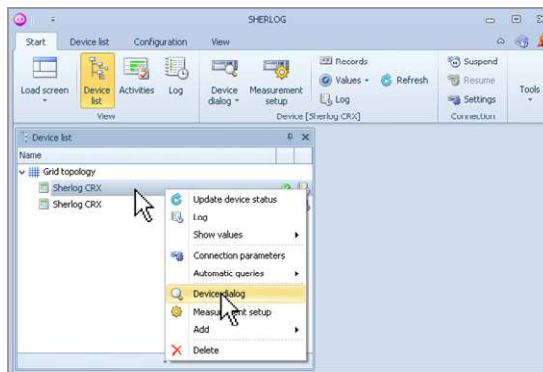 SHERLOG
Start Device list Configuration View
Load screen
Device list
Activities
Log
Device dialog
Measurement setup
Records
Values
Log
Refresh
Suspend
Resume
Settings
Tools
View
Device [Sherlog CRX]
Connection
Device list
Name
Grid topology
Sherlog CRX
Sherlog CRX
Update device status
Log
Show values
Connection parameters
Automatic queries
Device dialog
Measurement setup
Add
Delete